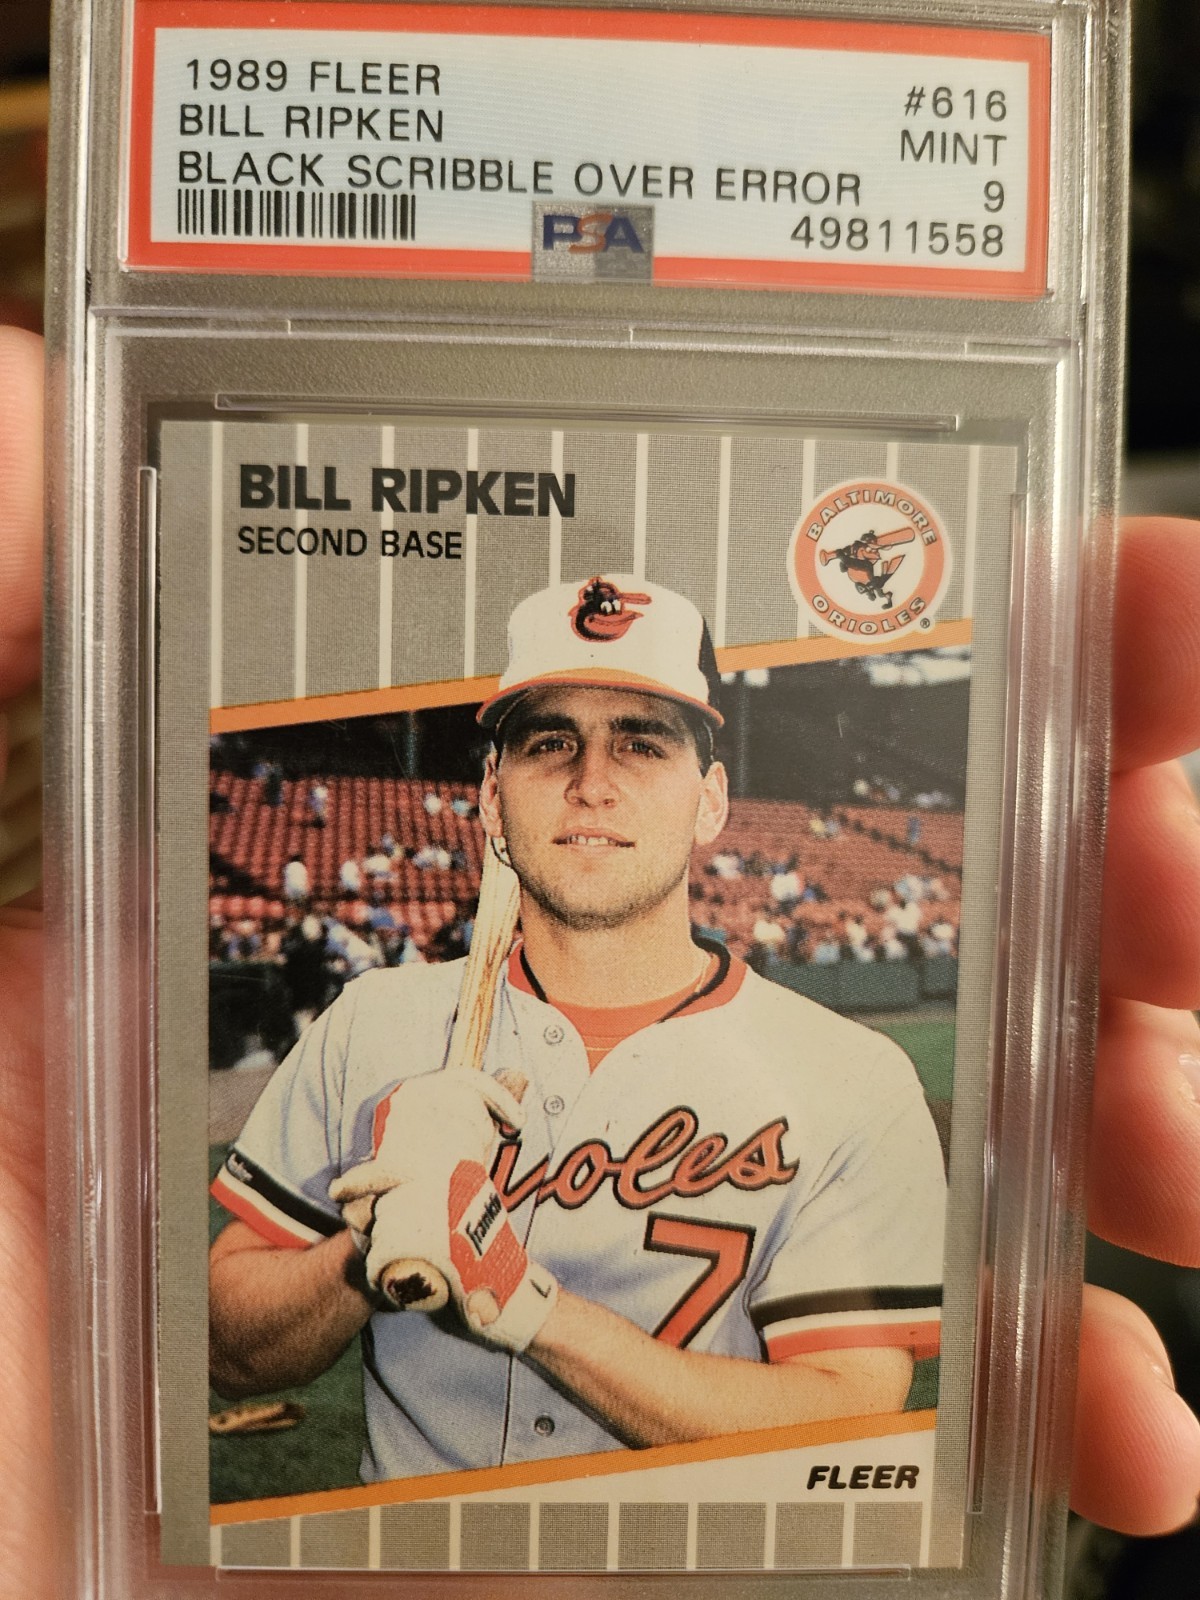 1989 FLEER
BILL RIPKEN
BLACK SCRIBBLE OVER ERROR
#616
MINT
9
49811558
PSA
BILL RIPKEN
SECOND BASE
BALTIMORE
ORIOLES®
Franklin
ioles
7
L
FLEER